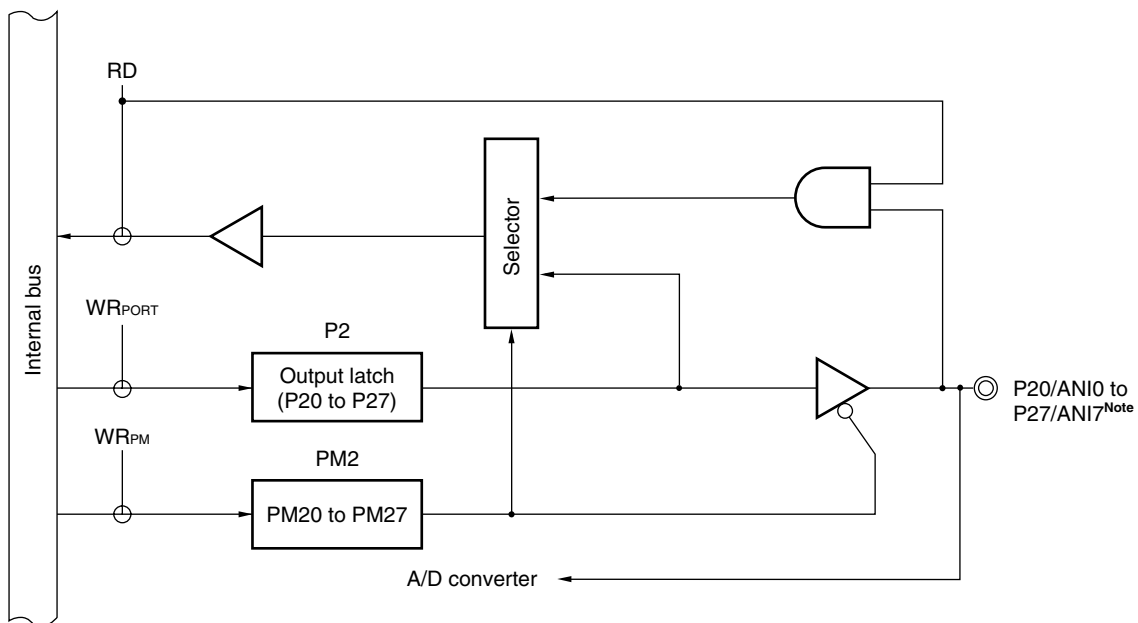 RD
Selector
Internal bus
WRPORT
P2
Output latch
(P20 to P27)
P20/ANI0 to
P27/ANI7Note
WRPM
PM2
PM20 to PM27
A/D converter